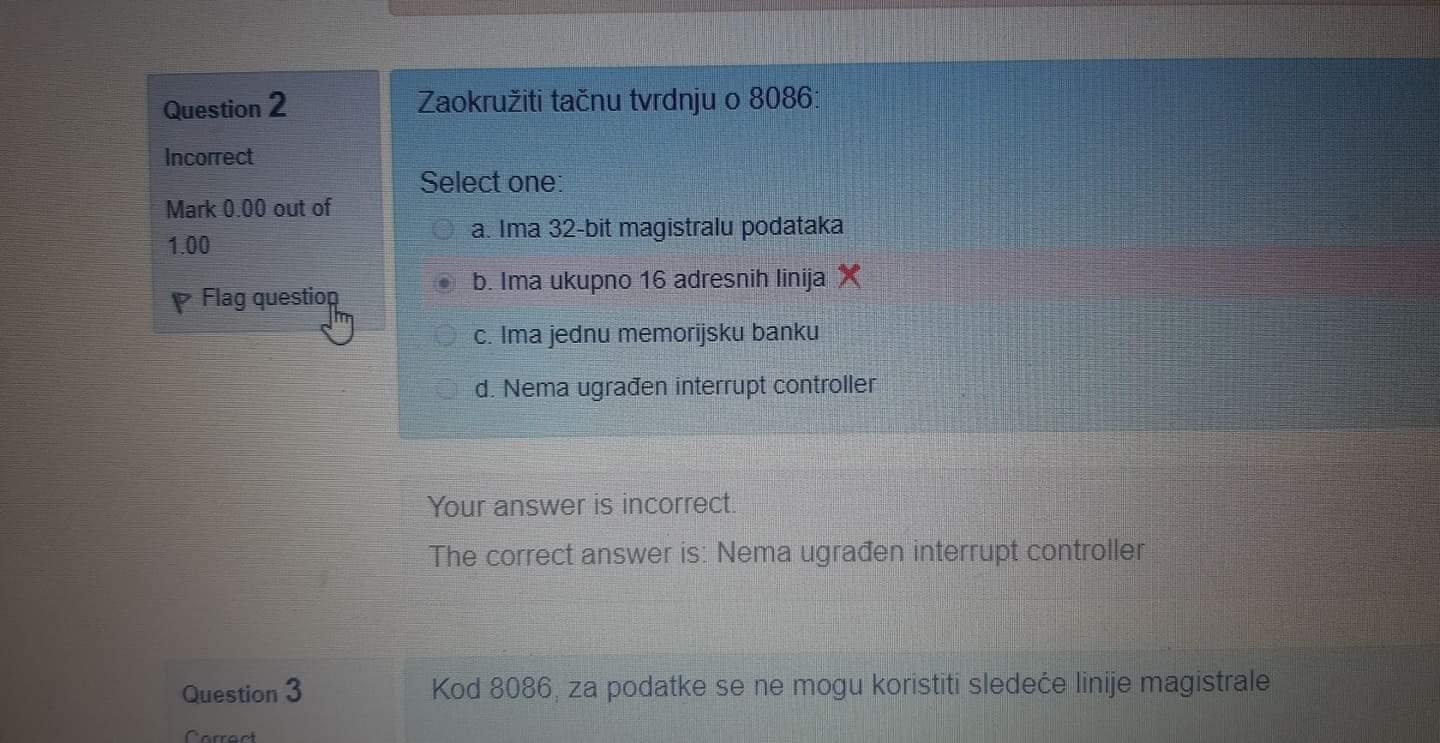 Question 2
Incorrect
Mark 0.00 out of
1.00
Flag question
Zaokružiti tačnu tvrdnju o 8086:
Select one:
a. Ima 32-bit magistralu podataka
b. Ima ukupno 16 adresnih linija
c. Ima jednu memorijsku banku
d. Nema ugrađen interrupt controller
Your answer is incorrect.
The correct answer is: Nema ugrađen interrupt controller
Question 3
Correct
Kod 8086, za podatke se ne mogu koristiti sledeće linije magistrale